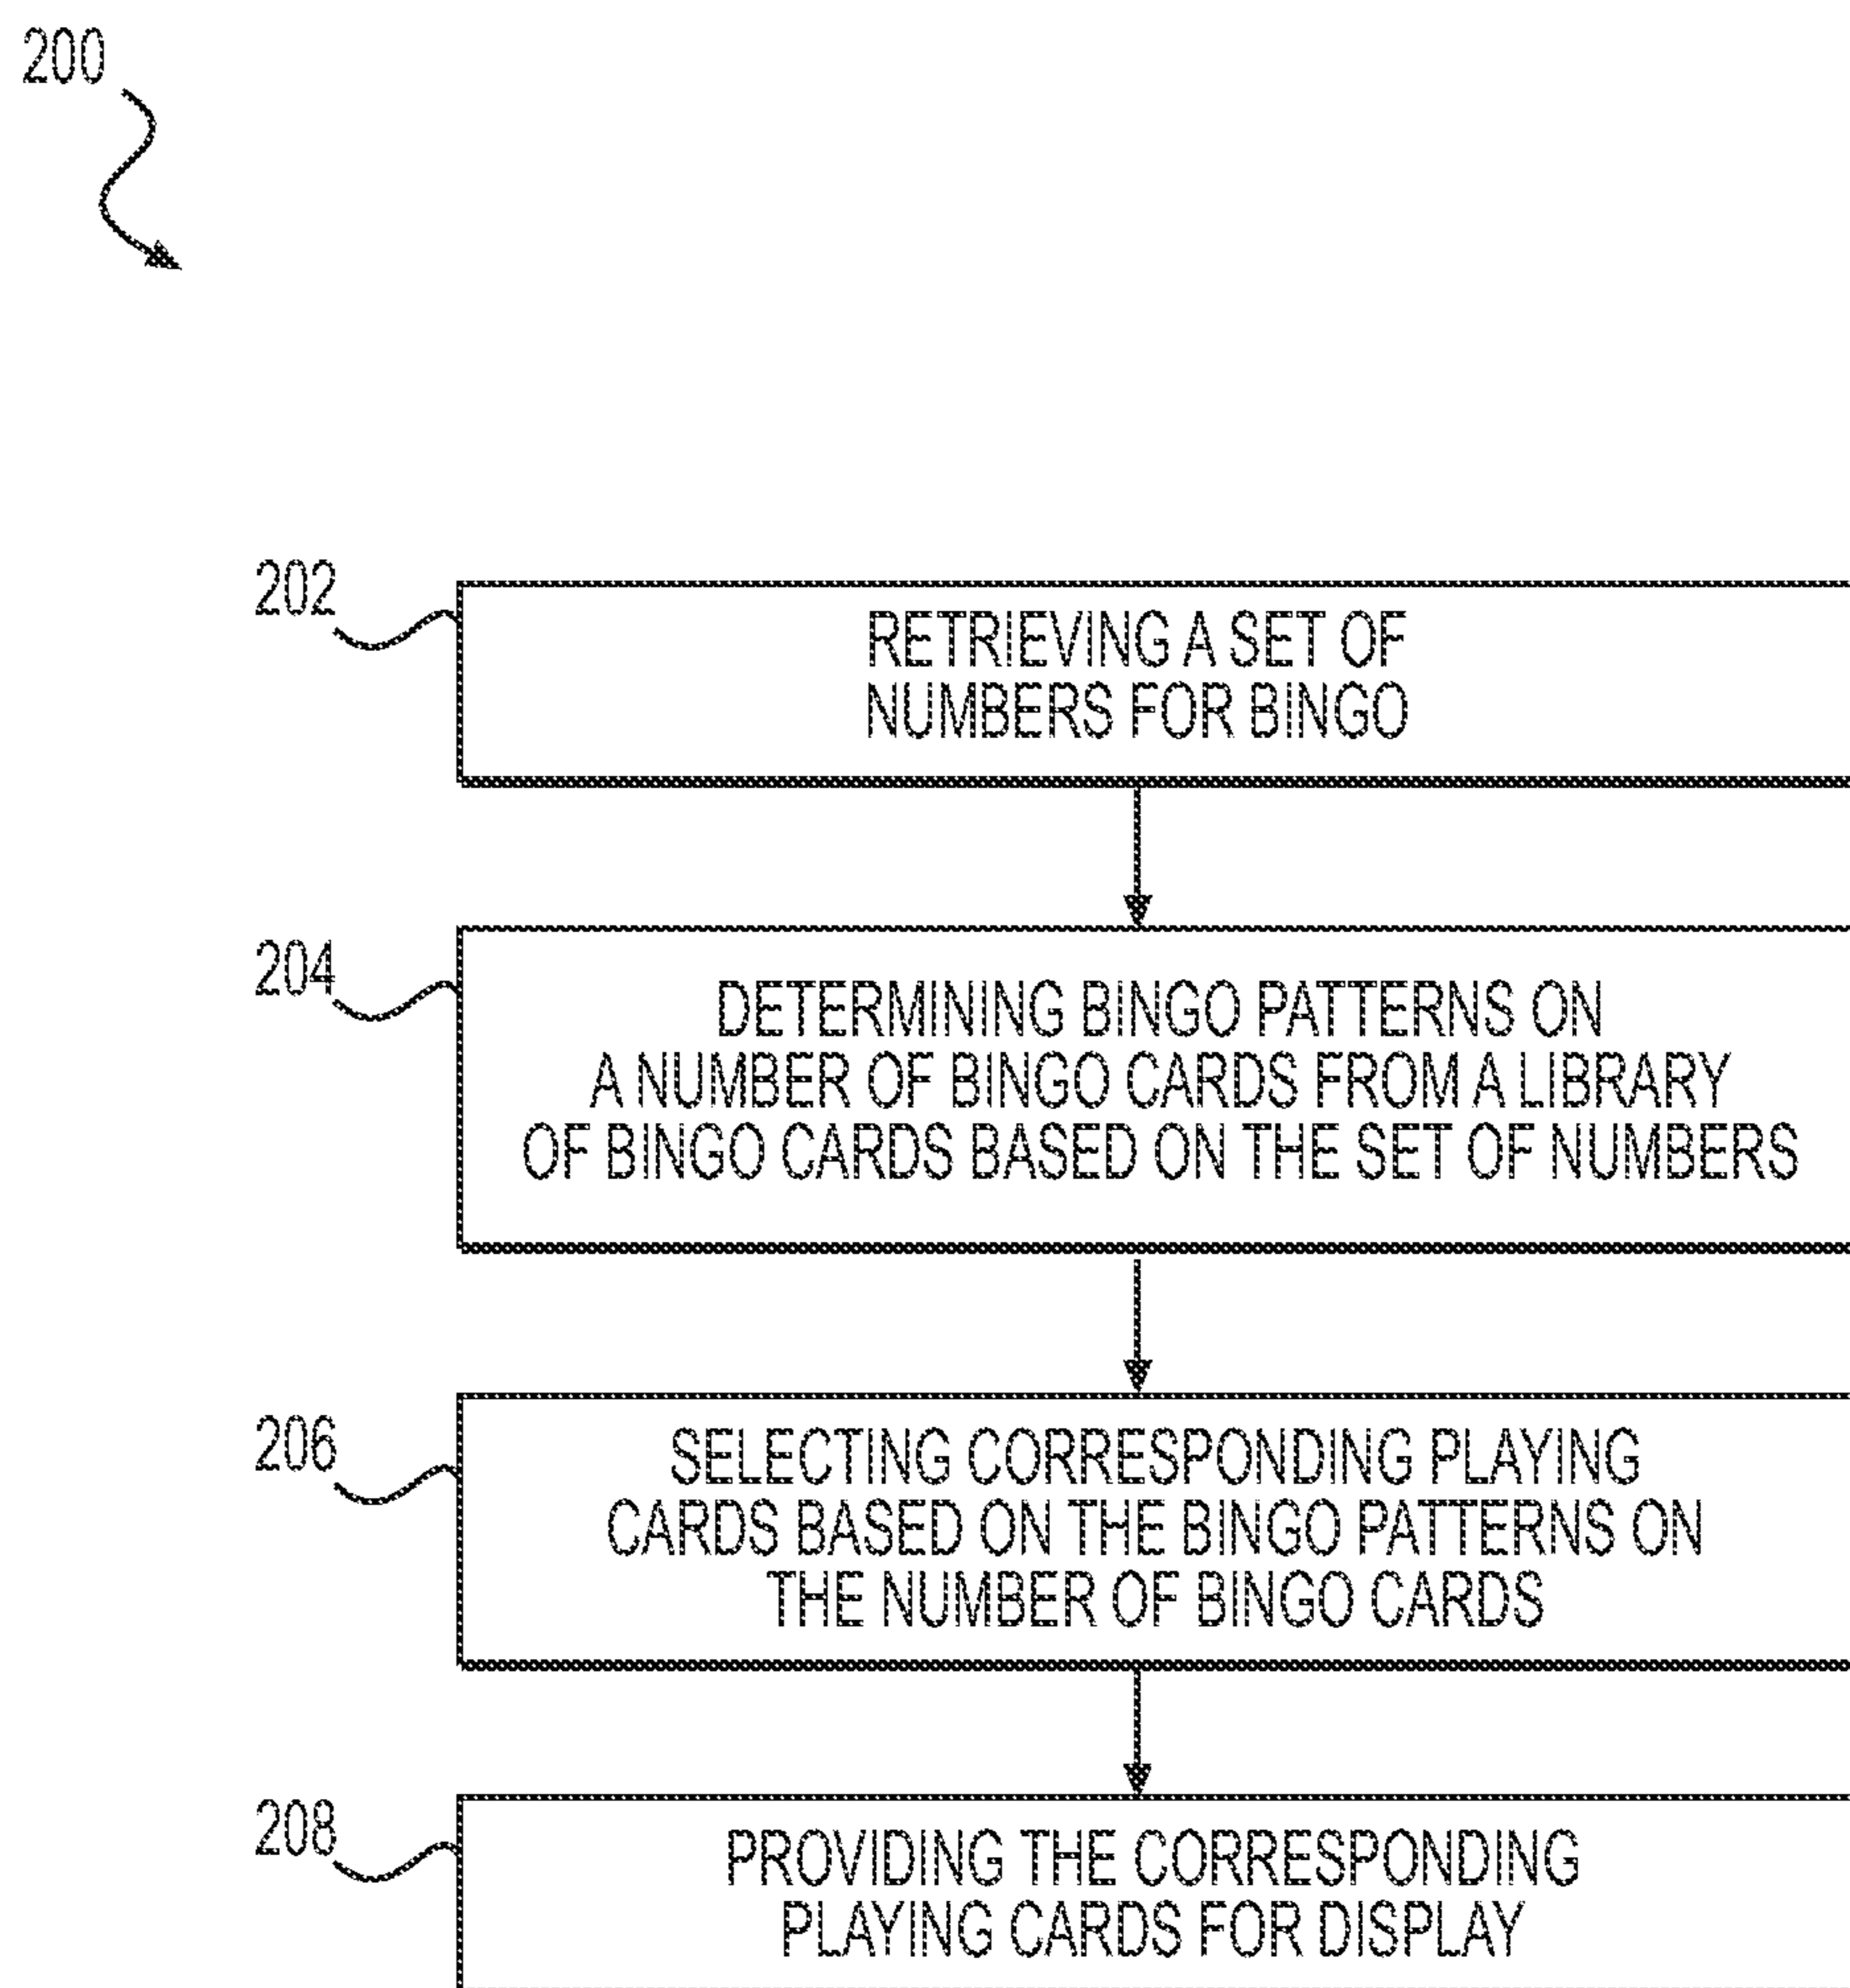 200
202
RETRIEVING A SET OF
NUMBERS FOR BINGO
204
DETERMINING BINGO PATTERNS ON
A NUMBER OF BINGO CARDS FROM A LIBRARY
OF BINGO CARDS BASED ON THE SET OF NUMBERS
206
SELECTING CORRESPONDING PLAYING
CARDS BASED ON THE BINGO PATTERNS ON
THE NUMBER OF BINGO CARDS
208
PROVIDING THE CORRESPONDING
PLAYING CARDS FOR DISPLAY